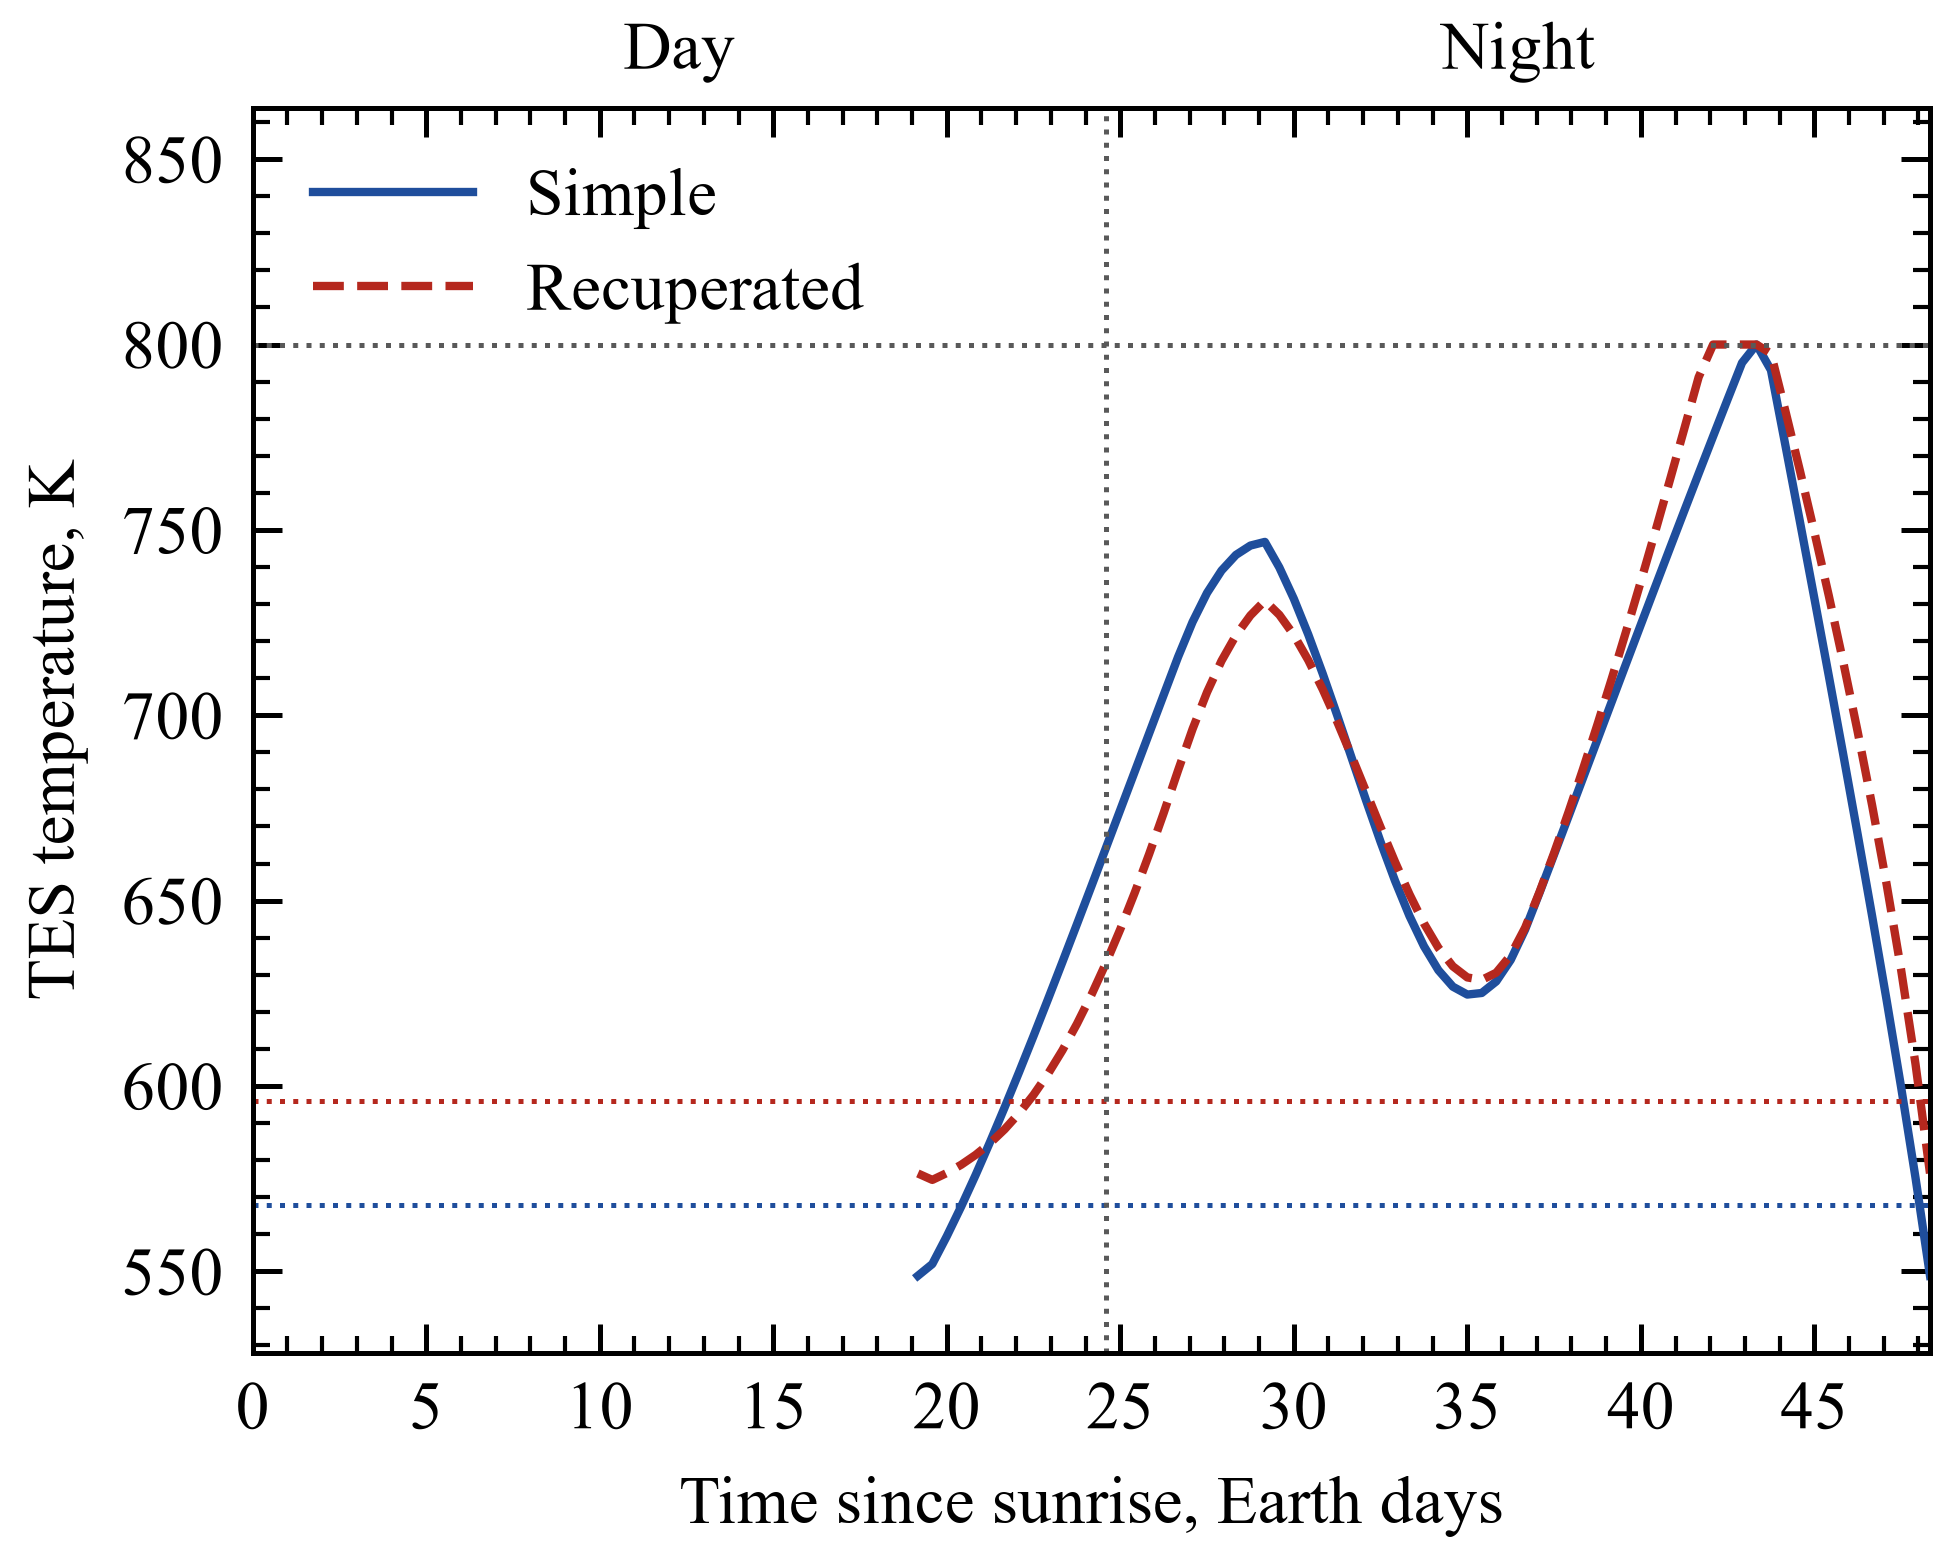 Day
Night
Simple
Recuperated
850
800
750
700
650
600
550
TES temperature, K
0 5 10 15 20 25 30 35 40 45
Time since sunrise, Earth days